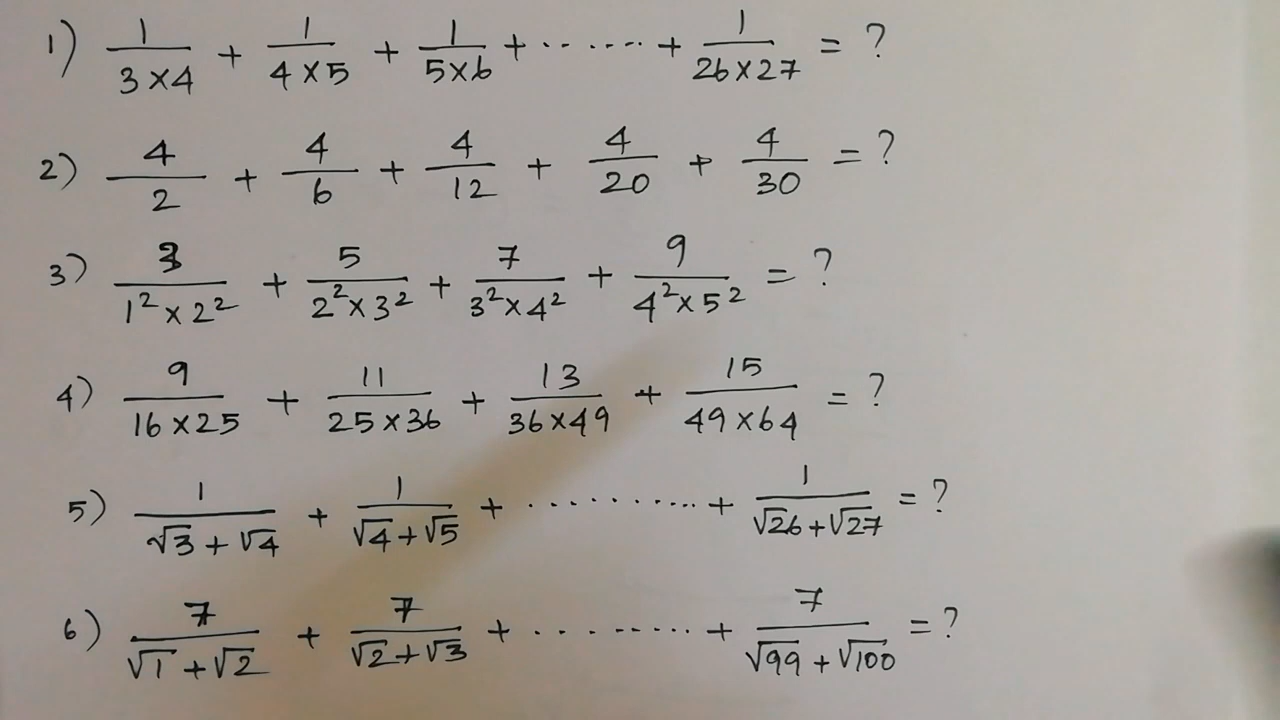 1) 1/(3×4) + 1/(4×5) + 1/(5×6) + ······· + 1/(26×27) = ?
2) 4/2 + 4/6 + 4/12 + 4/20 + 4/30 = ?
3) 3/(1²×2²) + 5/(2²×3²) + 7/(3²×4²) + 9/(4²×5²) = ?
4) 9/(16×25) + 11/(25×36) + 13/(36×49) + 15/(49×64) = ?
5) 1/(√3+√4) + 1/(√4+√5) + ·········· + 1/(√26+√27) = ?
6) 7/(√1+√2) + 7/(√2+√3) + ········· + 7/(√99+√100) = ?